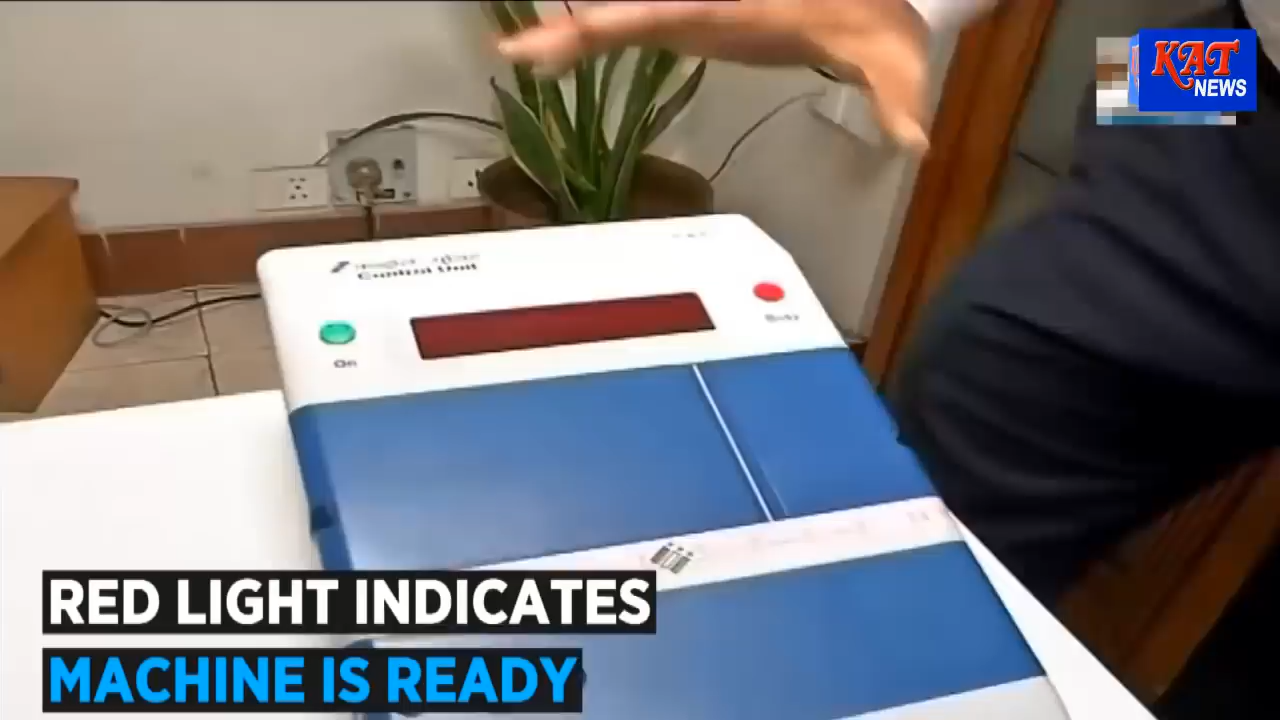 KAT
NEWS
Control Unit
On
Busy
RED LIGHT INDICATES
MACHINE IS READY